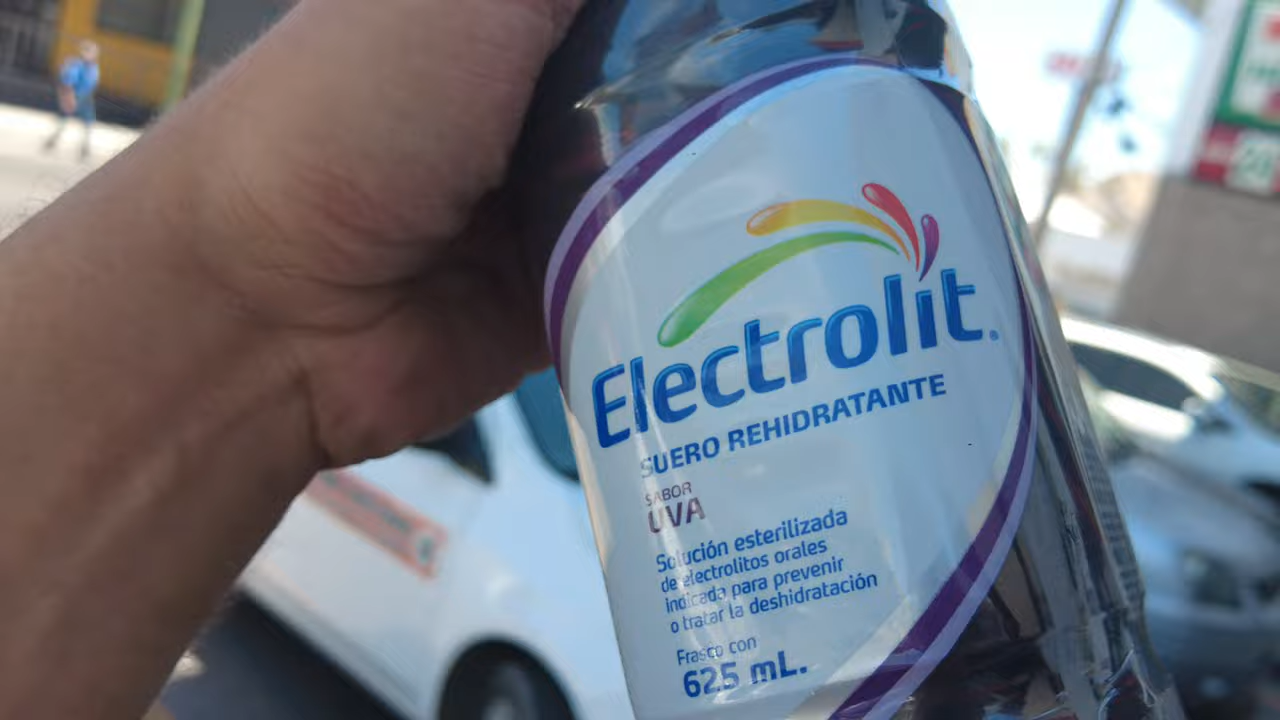 Electrolit®
SUERO REHIDRATANTE
SABOR
UVA
Solución esterilizada
de electrolitos orales
indicada para prevenir
o tratar la deshidratación
Frasco con
625 mL.